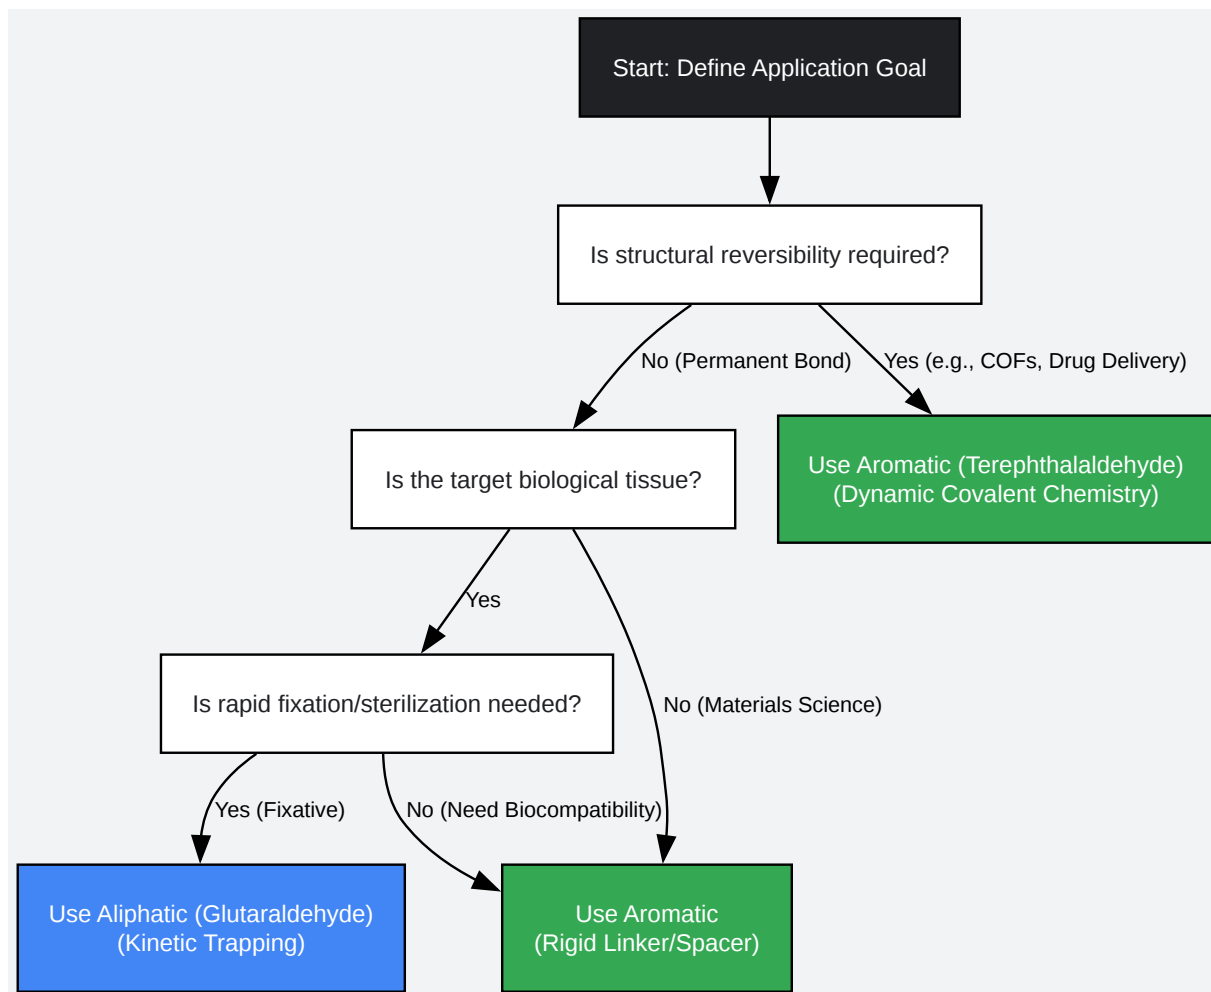 Start: Define Application Goal
Is structural reversibility required?
No (Permanent Bond)
Yes (e.g., COFs, Drug Delivery)
Is the target biological tissue?
Use Aromatic (Terephthalaldehyde)
(Dynamic Covalent Chemistry)
Yes
Is rapid fixation/sterilization needed?
No (Materials Science)
Yes (Fixative)
No (Need Biocompatibility)
Use Aliphatic (Glutaraldehyde)
(Kinetic Trapping)
Use Aromatic
(Rigid Linker/Spacer)